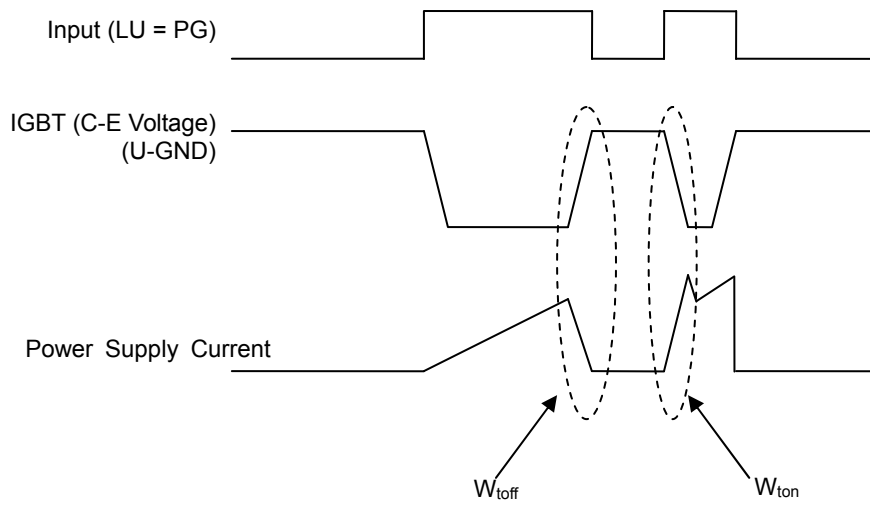 Input (LU = PG)
IGBT (C-E Voltage)
(U-GND)
Power Supply Current
Wtoff
Wton